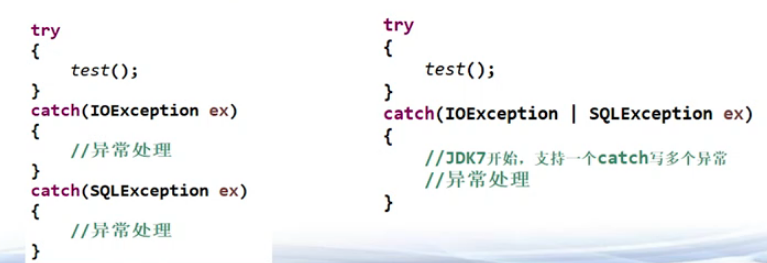 try
{
    test();
}
catch(IOException ex)
{
    //异常处理
}
catch(SQLException ex)
{
    //异常处理
}
try
{
    test();
}
catch(IOException | SQLException ex)
{
    //JDK7开始，支持一个catch写多个异常
    //异常处理
}